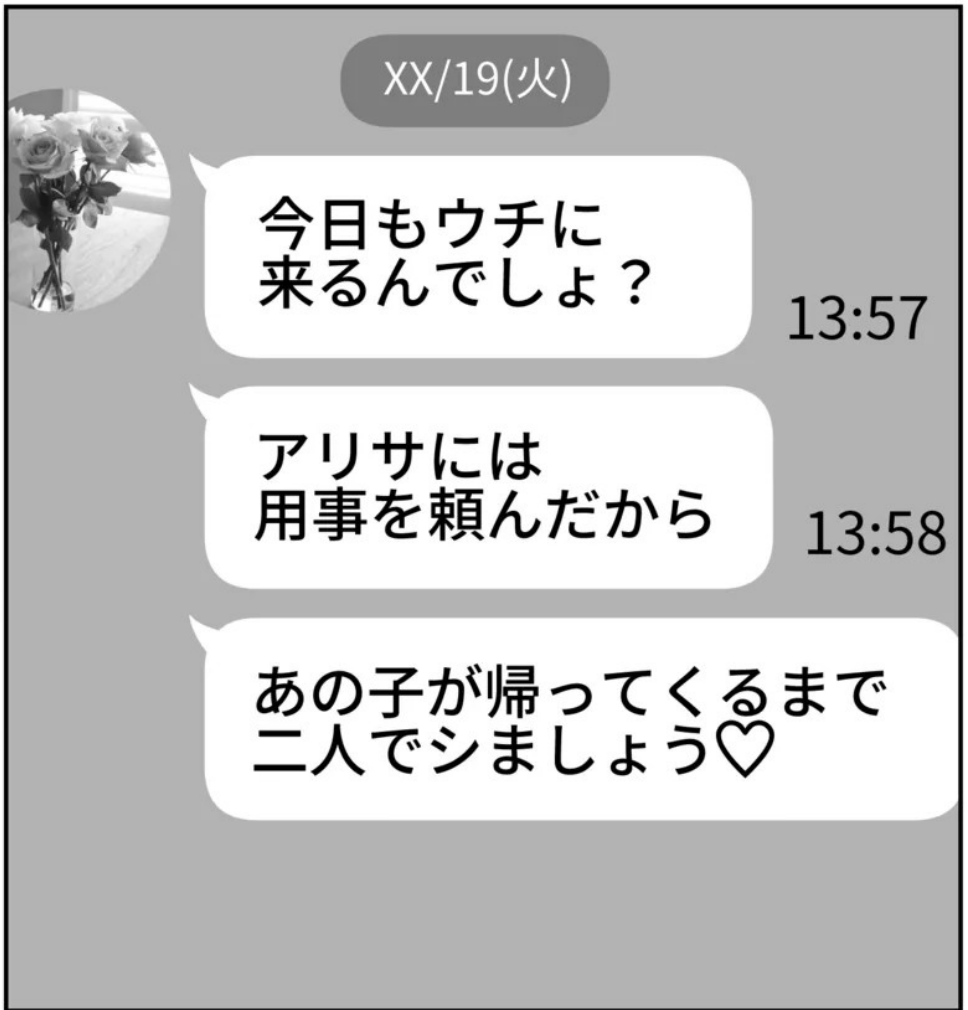 XX/19(火)
今日もウチに
来るんでしょ？
13:57
アリサには
用事を頼んだから
13:58
あの子が帰ってくるまで
二人でシましょう♡